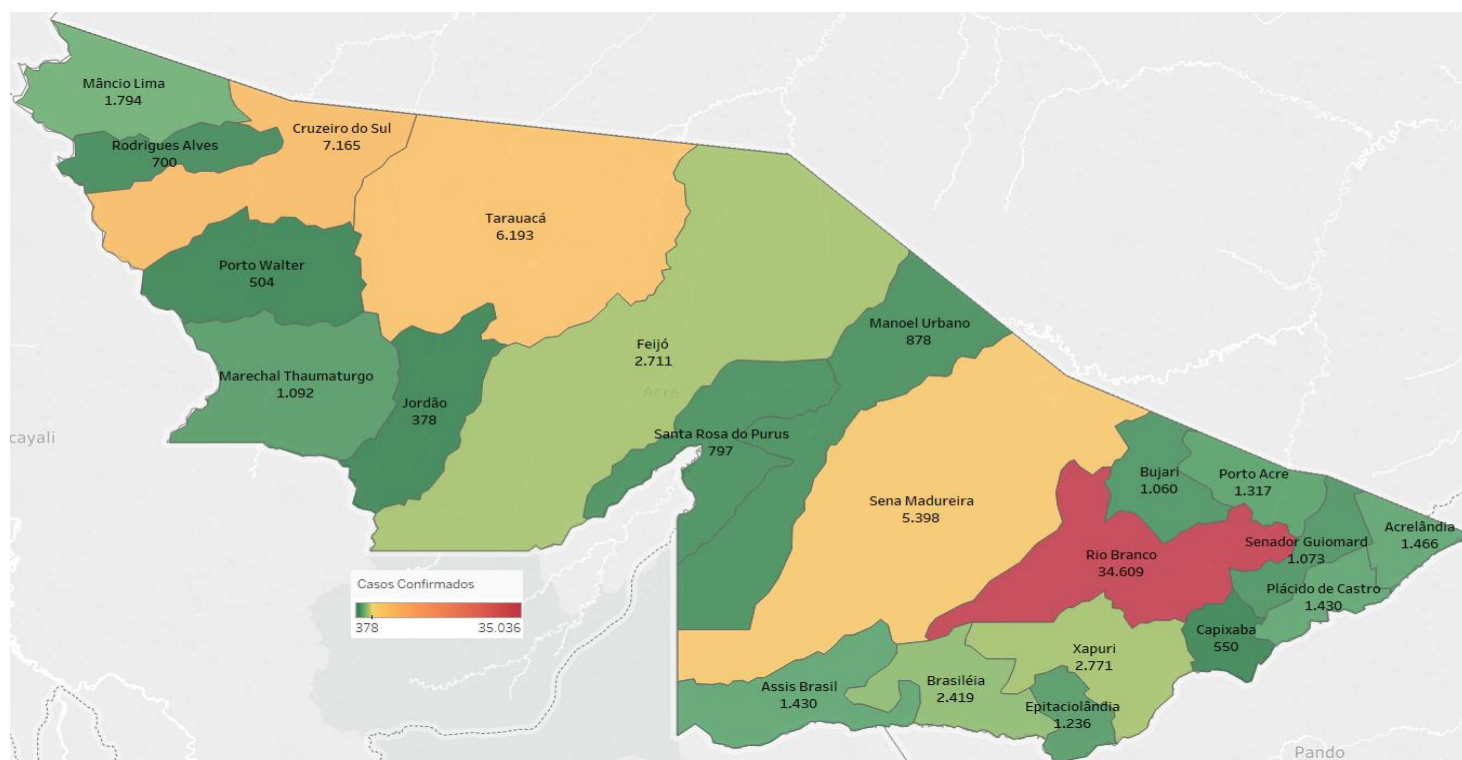 Mâncio Lima
1.794
Cruzeiro do Sul
7.165
Rodrigues Alves
700
Tarauacá
6.193
Porto Walter
504
Manoel Urbano
878
Feijó
2.711
Marechal Thaumaturgo
1.092
Jordão
378
Acre
Santa Rosa do Purus
797
cayali
Sena Madureira
5.398
Bujari
1.060
Porto Acre
1.317
Acrelândia
1.466
Senador Guiomard
1.073
Rio Branco
34.609
Plácido de Castro
1.430
Casos Confirmados
378
35.036
Capixaba
550
Xapuri
2.771
Brasiléia
2.419
Assis Brasil
1.430
Epitaciolândia
1.236
Pando